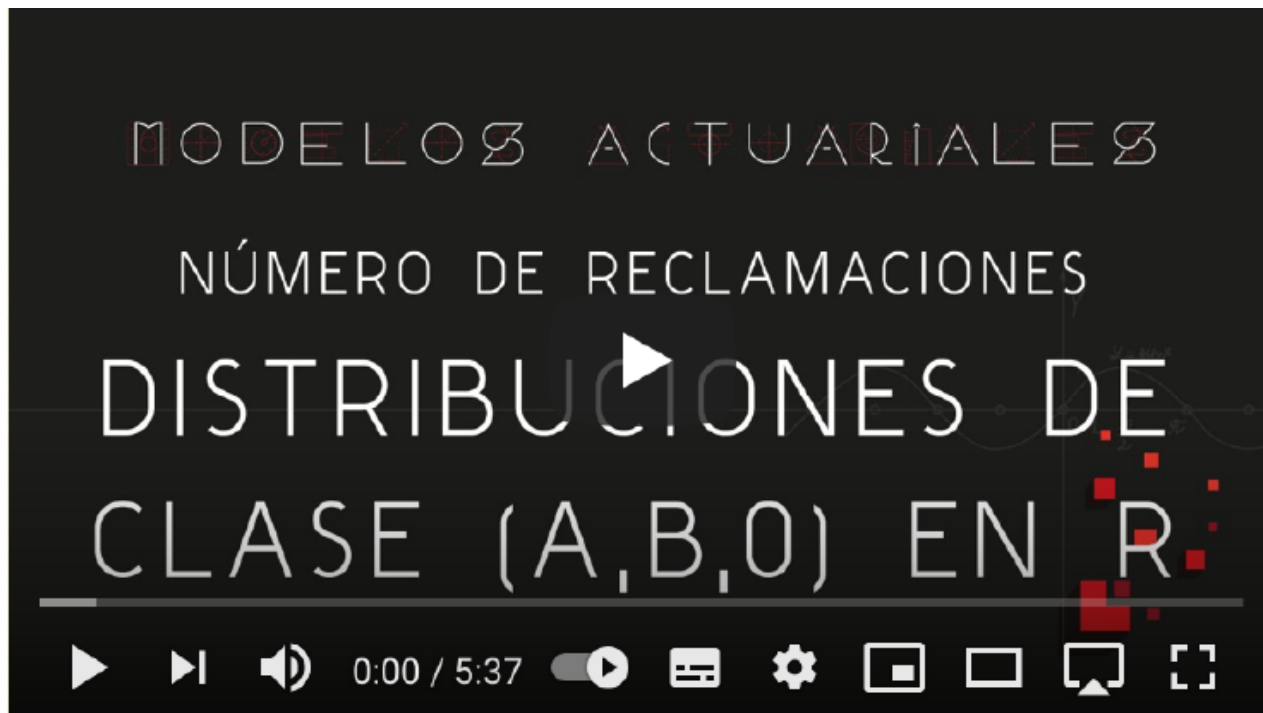 MODELOS ACTUARIALES
NÚMERO DE RECLAMACIONES
DISTRIBUCIONES DE
CLASE (A,B,0) EN R
0:00 / 5:37